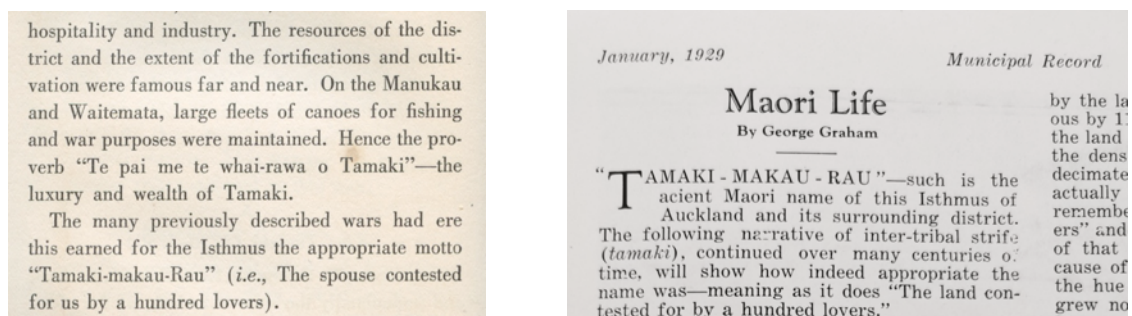 hospitality and industry. The resources of the dis-
trict and the extent of the fortifications and culti-
vation were famous far and near. On the Manukau
and Waitemata, large fleets of canoes for fishing
and war purposes were maintained. Hence the pro-
verb “Te pai me te whai-rawa o Tamaki”—the
luxury and wealth of Tamaki.
The many previously described wars had ere
this earned for the Isthmus the appropriate motto
“Tamaki-makau-Rau” (i.e., The spouse contested
for us by a hundred lovers).
January, 1929
Municipal Record
Maori Life
By George Graham
“TAMAKI - MAKAU - RAU”—such is the
acient Maori name of this Isthmus of
Auckland and its surrounding district.
The following narrative of inter-tribal strife
(tamaki), continued over many centuries of
time, will show how indeed appropriate the
name was—meaning as it does “The land con-
tested for by a hundred lovers.”
by the la
ous by 11
the land
the dens
decimate
actually
remembe
ers” and
of that
cause of
the hue
grew no